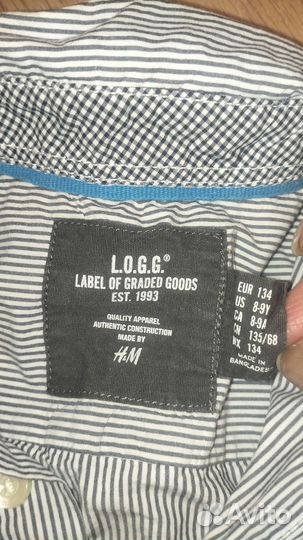 L.O.G.G.®
LABEL OF GRADED GOODS
EST. 1993
QUALITY APPAREL
AUTHENTIC CONSTRUCTION
MADE BY
H&M
EUR 134
US 8-9Y
CA 8-9A
CN 135/68
MX 134
MADE IN
BANGLADESH
Avito